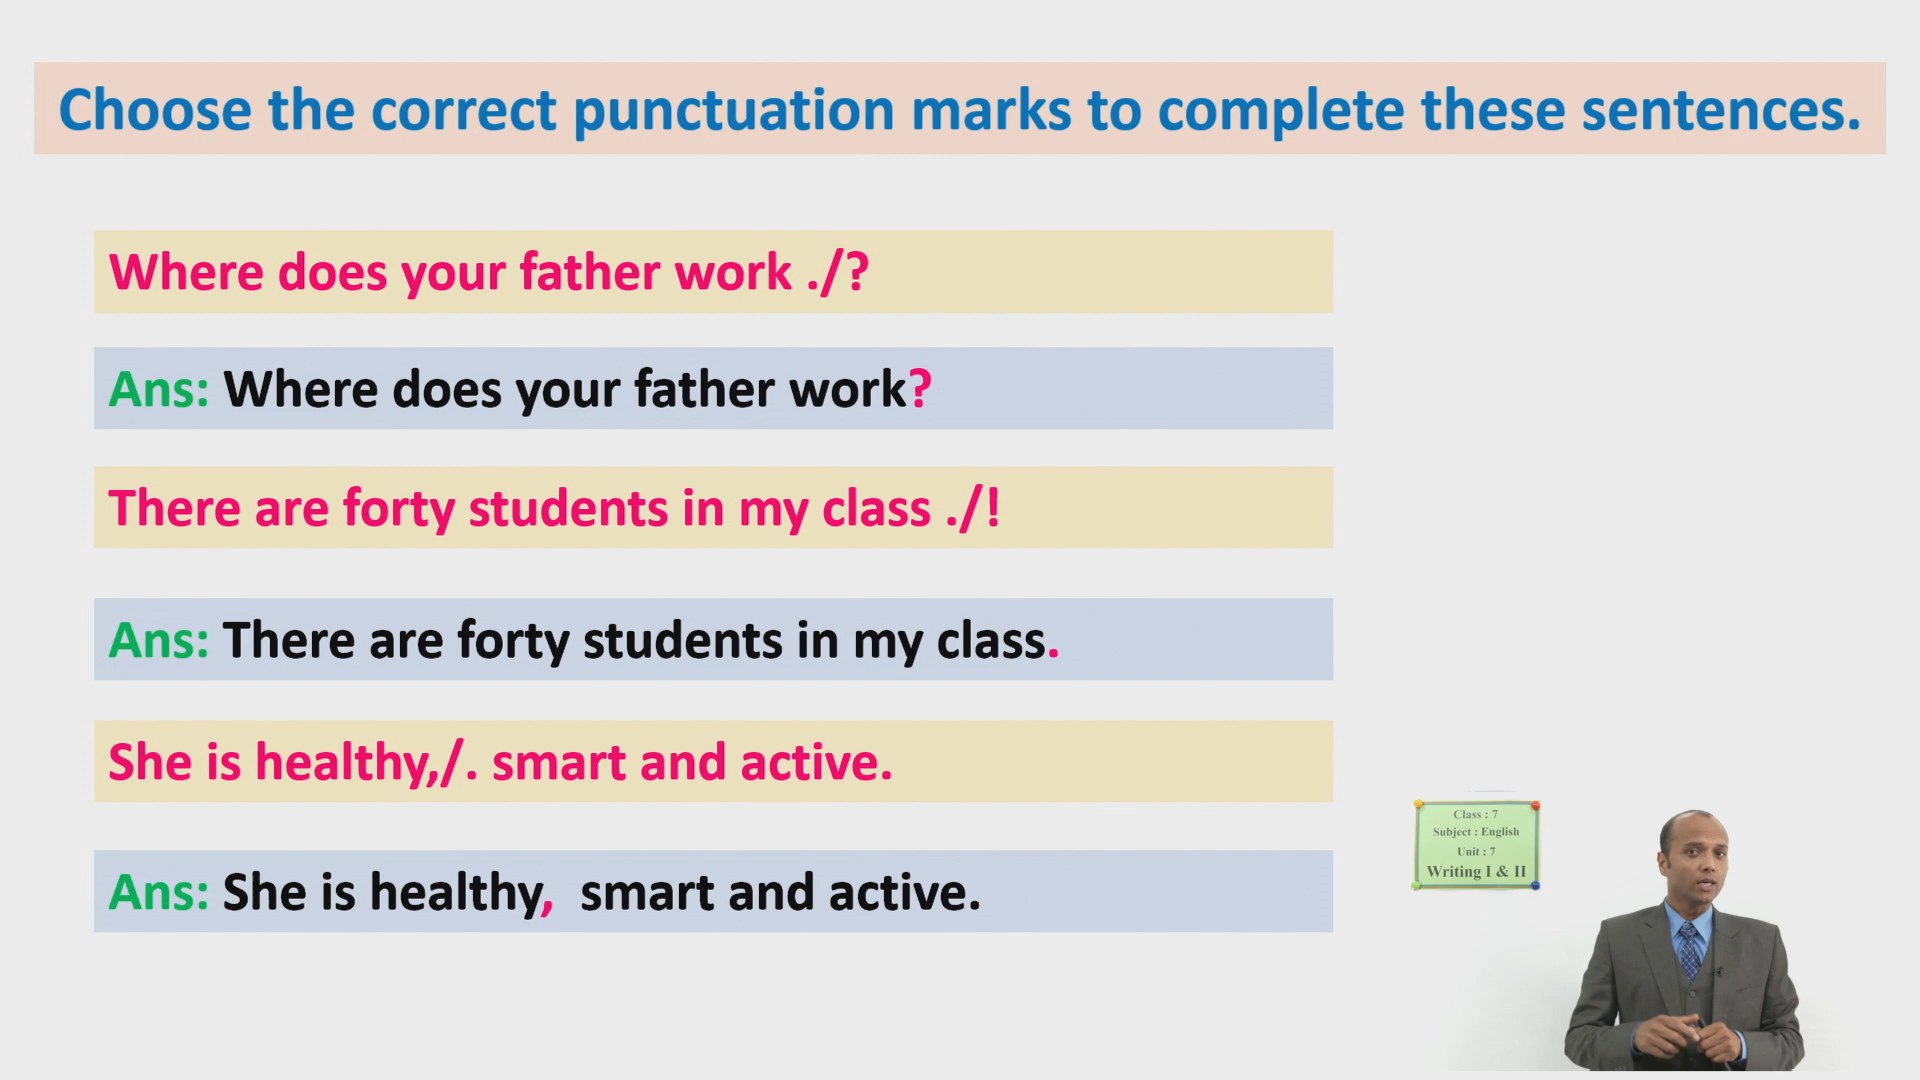 Choose the correct punctuation marks to complete these sentences.
Where does your father work ./?
Ans: Where does your father work?
There are forty students in my class ./!
Ans: There are forty students in my class.
She is healthy,/. smart and active.
Ans: She is healthy,  smart and active.
Class : 7
Subject : English
Unit : 7
Writing I & II